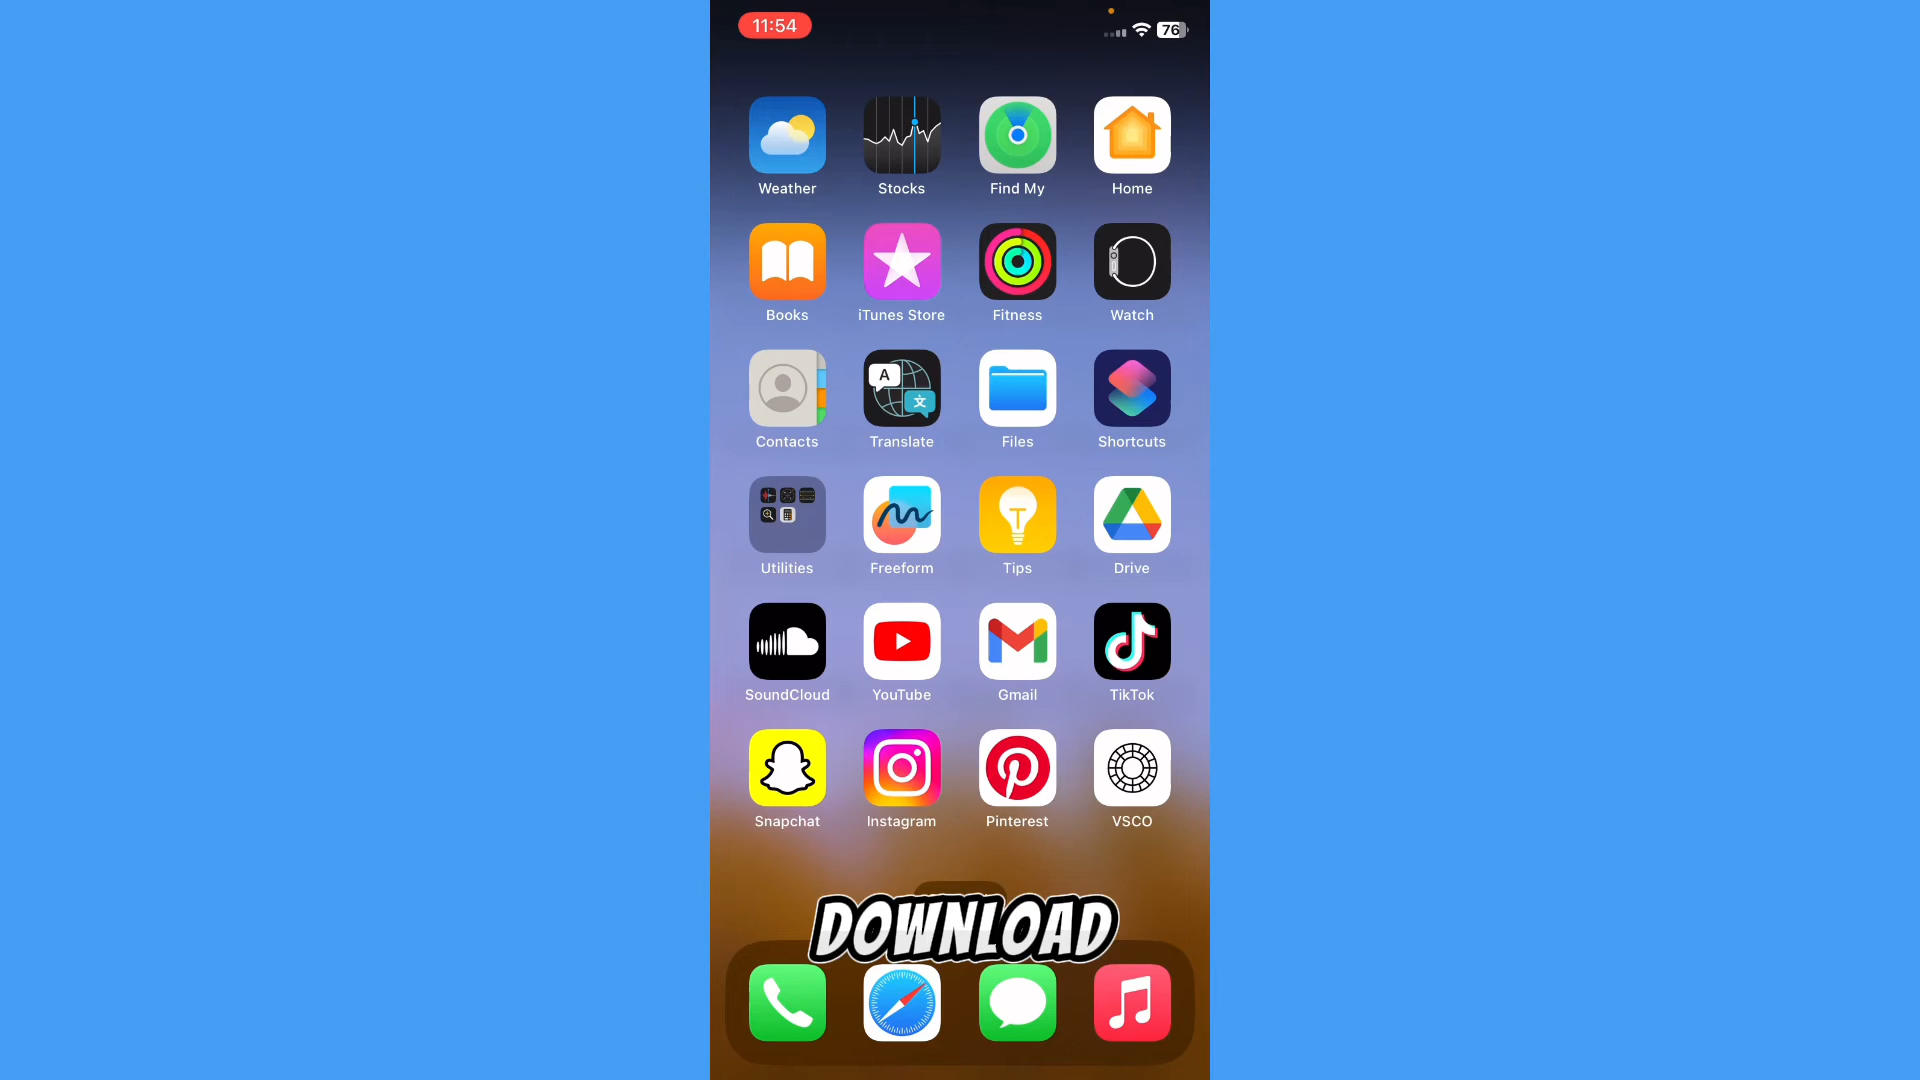 11:54
76
Weather Stocks Find My Home
Books iTunes Store Fitness Watch
A
文
Contacts Translate Files Shortcuts
Utilities Freeform Tips Drive
SoundCloud YouTube Gmail TikTok
Snapchat Instagram Pinterest VSCO
DOWNLOAD